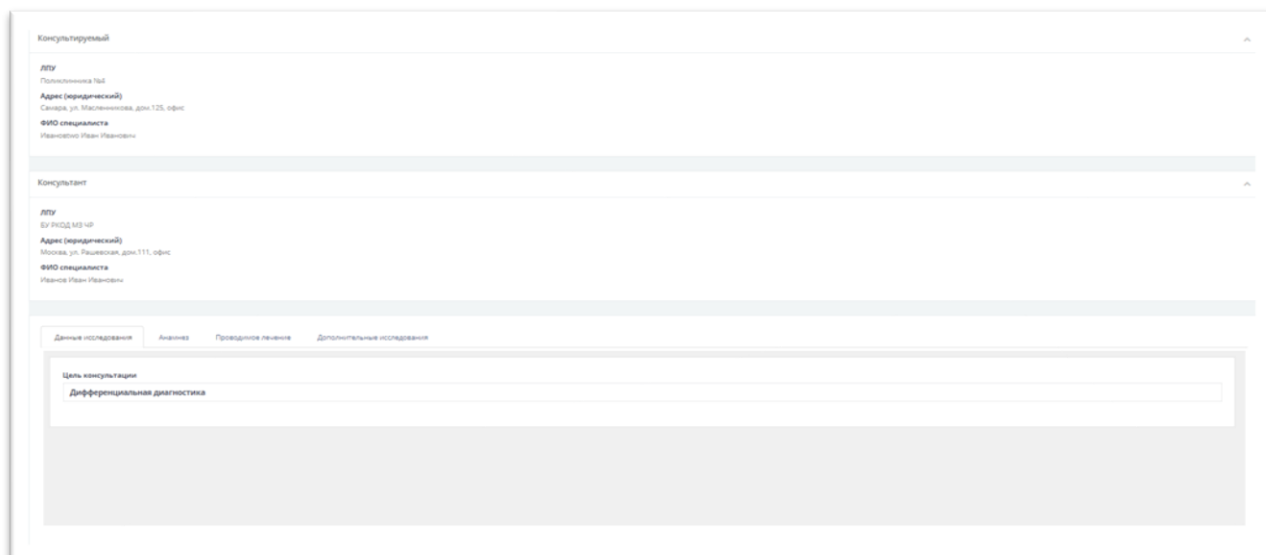 Консультируемый
ЛПУ
Поликлинника №4
Адрес (юридический)
Самара, ул. Масленникова, дом.125, офис
ФИО специалиста
Иван Иванович
Консультант
ЛПУ
БУ РКОД МЗ ЧР
Адрес (юридический)
Москва, ул. Рашевская, дом.111, офис
ФИО специалиста
Иванов Иван Иванович
Данные исследования Анамнез Проводимое лечение Дополнительные исследования
Цель консультации
Дифференциальная диагностика